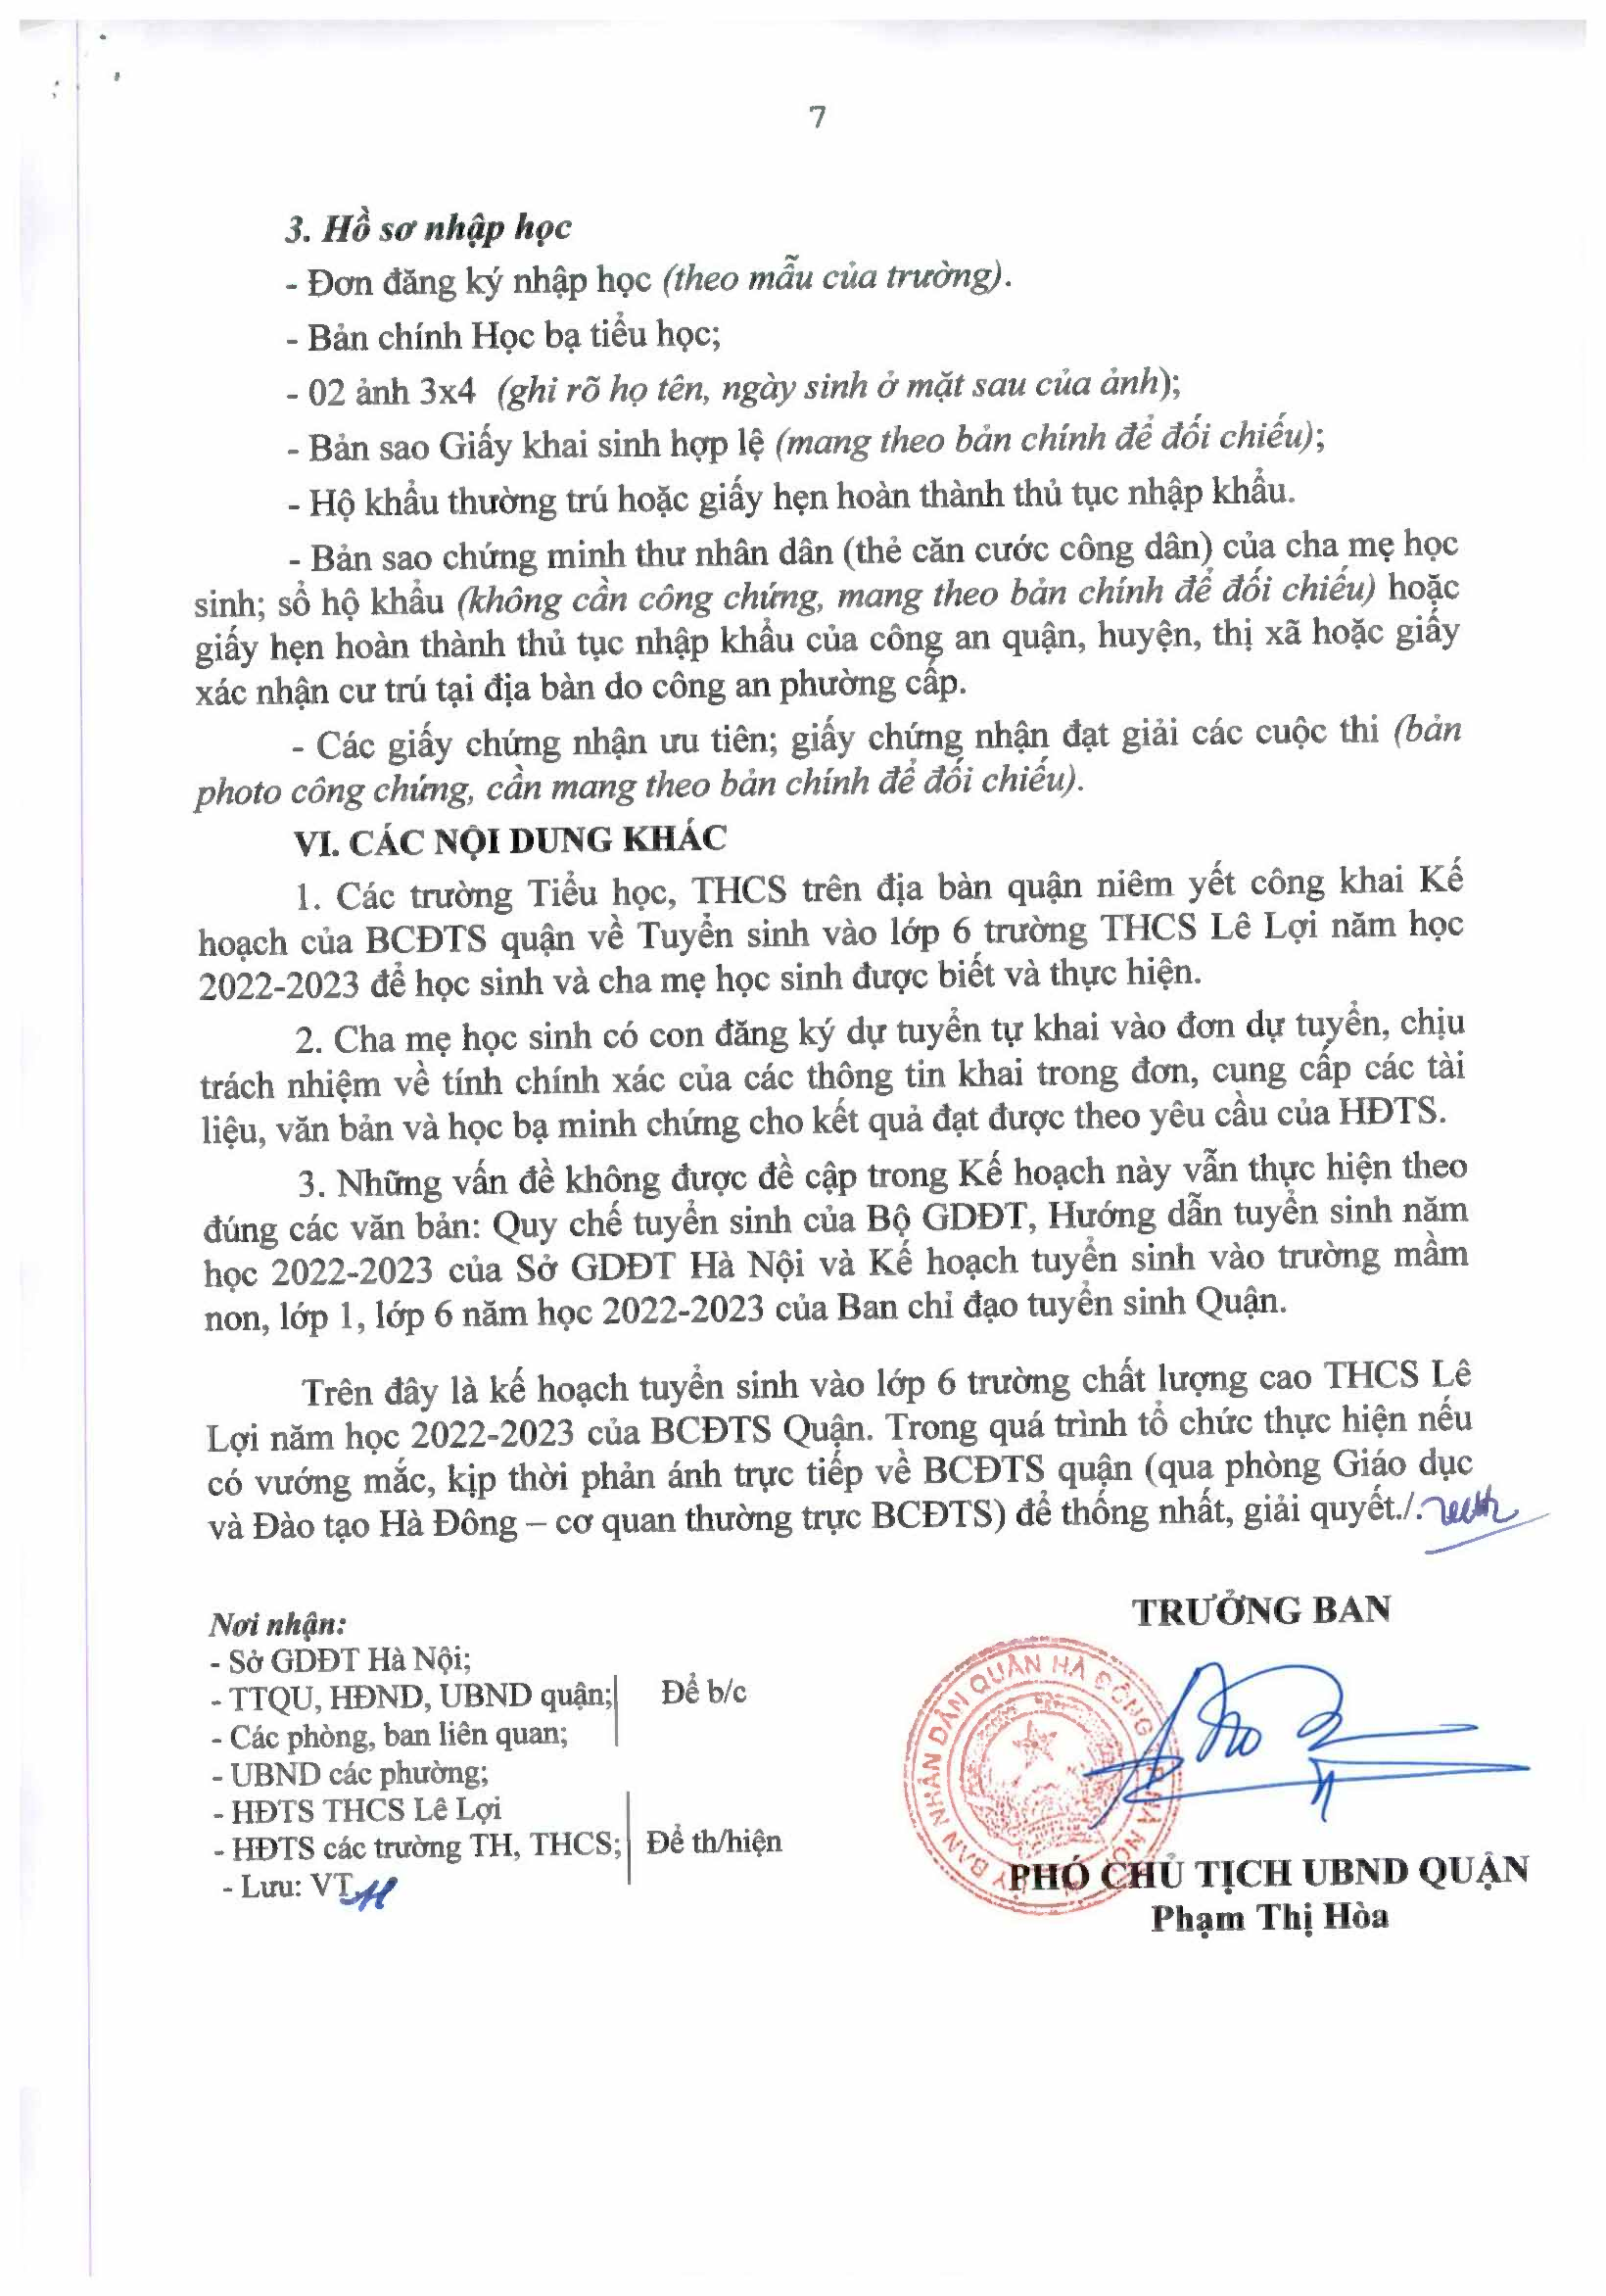 7
3. Hồ sơ nhập học
- Đơn đăng ký nhập học (theo mẫu của trường).
- Bản chính Học bạ tiểu học;
- 02 ảnh 3x4 (ghi rõ họ tên, ngày sinh ở mặt sau của ảnh);
- Bản sao Giấy khai sinh hợp lệ (mang theo bản chính để đối chiếu);
- Hộ khẩu thường trú hoặc giấy hẹn hoàn thành thủ tục nhập khẩu.
- Bản sao chứng minh thư nhân dân (thẻ căn cước công dân) của cha mẹ học
sinh; sổ hộ khẩu (không cần công chứng, mang theo bản chính để đối chiếu) hoặc
giấy hẹn hoàn thành thủ tục nhập khẩu của công an quận, huyện, thị xã hoặc giấy
xác nhận cư trú tại địa bàn do công an phường cấp.
- Các giấy chứng nhận ưu tiên; giấy chứng nhận đạt giải các cuộc thi (bản
photo công chứng, cần mang theo bản chính để đối chiếu).
VI. CÁC NỘI DUNG KHÁC
1. Các trường Tiểu học, THCS trên địa bàn quận niêm yết công khai Kế
hoạch của BCĐTS quận về Tuyển sinh vào lớp 6 trường THCS Lê Lợi năm học
2022-2023 để học sinh và cha mẹ học sinh được biết và thực hiện.
2. Cha mẹ học sinh có con đăng ký dự tuyển tự khai vào đơn dự tuyển, chịu
trách nhiệm về tính chính xác của các thông tin khai trong đơn, cung cấp các tài
liệu, văn bản và học bạ minh chứng cho kết quả đạt được theo yêu cầu của HĐTS.
3. Những vấn đề không được đề cập trong Kế hoạch này vẫn thực hiện theo
đúng các văn bản: Quy chế tuyển sinh của Bộ GDĐT, Hướng dẫn tuyển sinh năm
học 2022-2023 của Sở GDĐT Hà Nội và Kế hoạch tuyển sinh vào trường mầm
non, lớp 1, lớp 6 năm học 2022-2023 của Ban chỉ đạo tuyển sinh Quận.
Trên đây là kế hoạch tuyển sinh vào lớp 6 trường chất lượng cao THCS Lê
Lợi năm học 2022-2023 của BCĐTS Quận. Trong quá trình tổ chức thực hiện nếu
có vướng mắc, kịp thời phản ánh trực tiếp về BCĐTS quận (qua phòng Giáo dục
và Đào tạo Hà Đông – cơ quan thường trực BCĐTS) để thống nhất, giải quyết./.
Nơi nhận:
- Sở GDĐT Hà Nội;
- TTQU, HĐND, UBND quận; Để b/c
- Các phòng, ban liên quan;
- UBND các phường;
- HĐTS THCS Lê Lợi
- HĐTS các trường TH, THCS; Để th/hiện
- Lưu: VT
TRƯỞNG BAN
ỦY BAN NHÂN DÂN QUẬN HÀ ĐÔNG
PHÓ CHỦ TỊCH UBND QUẬN
Phạm Thị Hòa